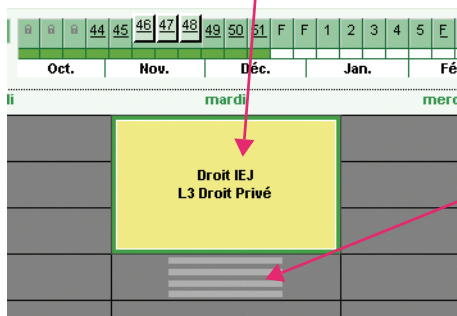 44 45 46 47 48 49 50 51 F F 1 2 3 4 5 F
Oct. Nov. Déc. Jan. Fé
di mardi merc
Droit IEJ
L3 Droit Privé